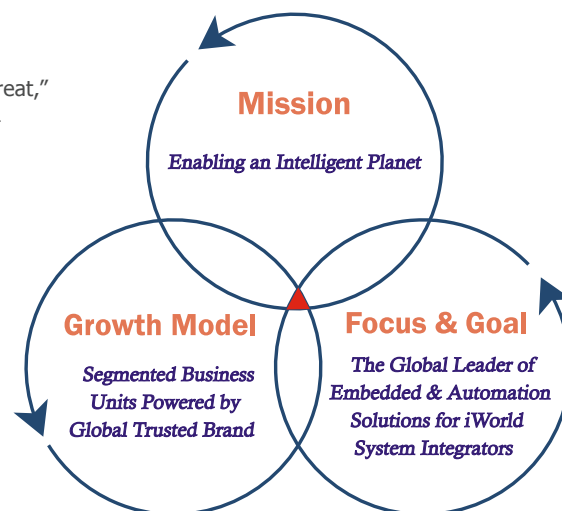 reat,”
Mission
Enabling an Intelligent Planet
Growth Model
Segmented Business
Units Powered by
Global Trusted Brand
Focus & Goal
The Global Leader of
Embedded & Automation
Solutions for iWorld
System Integrators